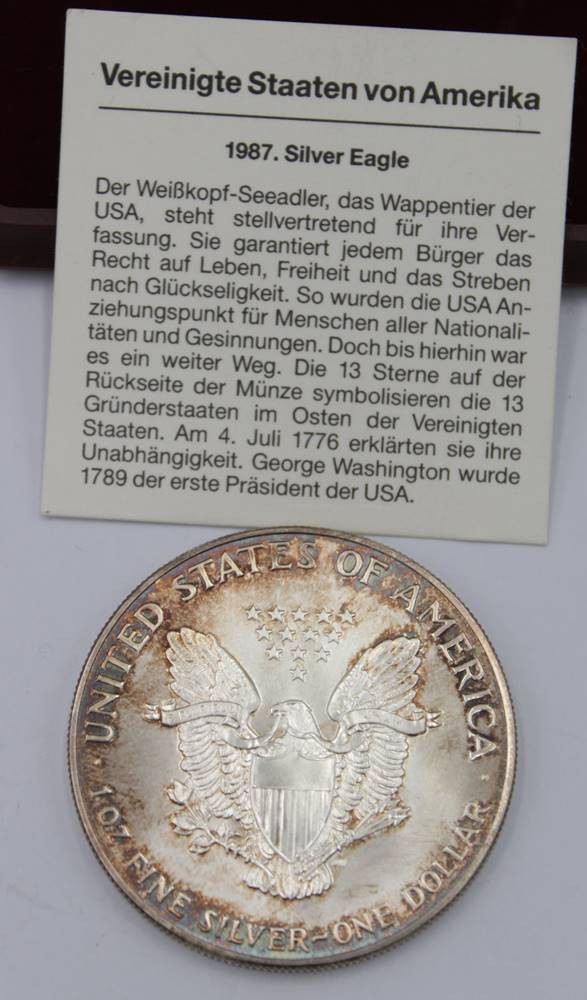 Vereinigte Staaten von Amerika
1987. Silver Eagle
Der Weißkopf-Seeadler, das Wappentier der
USA, steht stellvertretend für ihre Ver-
fassung. Sie garantiert jedem Bürger das
Recht auf Leben, Freiheit und das Streben
nach Glückseligkeit. So wurden die USA An-
ziehungspunkt für Menschen aller Nationali-
täten und Gesinnungen. Doch bis hierhin war
es ein weiter Weg. Die 13 Sterne auf der
Rückseite der Münze symbolisieren die 13
Gründerstaaten im Osten der Vereinigten
Staaten. Am 4. Juli 1776 erklärten sie ihre
Unabhängigkeit. George Washington wurde
1789 der erste Präsident der USA.
UNITED STATES OF AMERICA
1 OZ. FINE SILVER~ONE DOLLAR